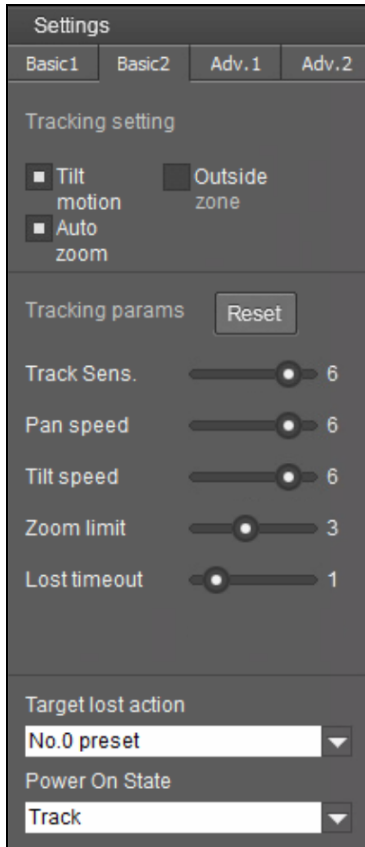 Settings
Basic1 Basic2 Adv.1 Adv.2
Tracking setting
Tilt motion
Outside zone
Auto zoom
Tracking params Reset
Track Sens. 6
Pan speed 6
Tilt speed 6
Zoom limit 3
Lost timeout 1
Target lost action
No.0 preset
Power On State
Track